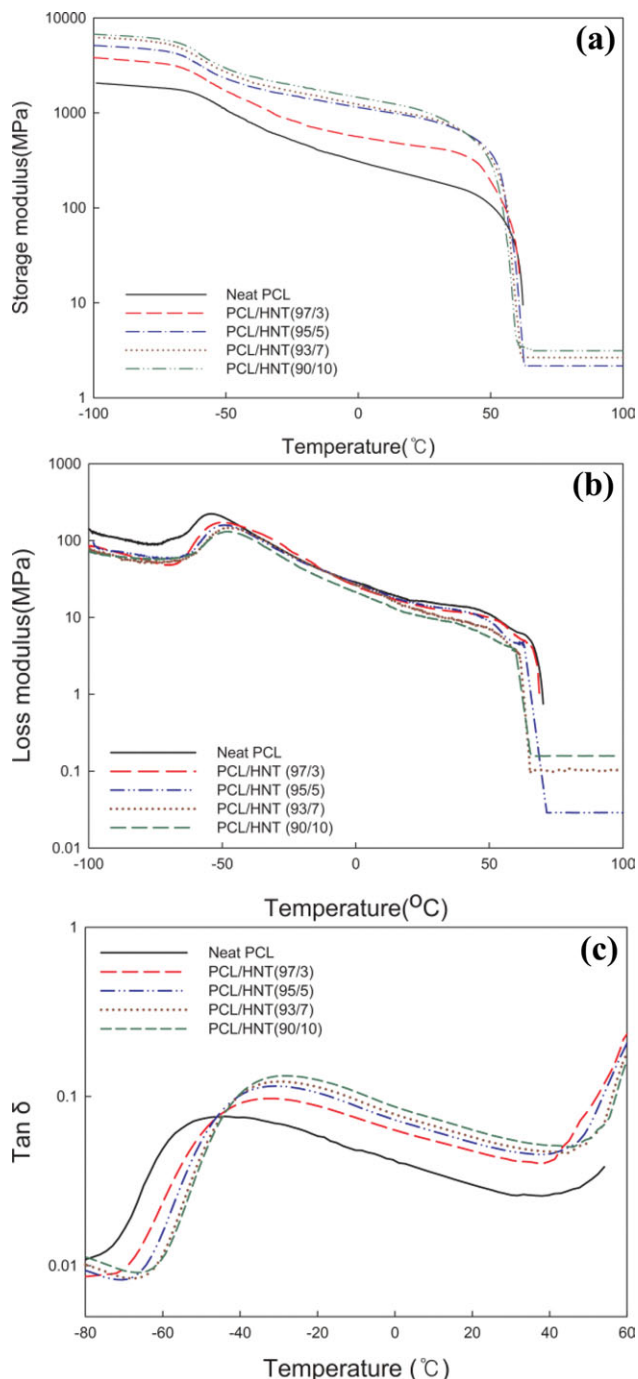 (a)
10000
1000
100
10
1
Storage modulus(MPa)
Neat PCL
PCL/HNT(97/3)
PCL/HNT(95/5)
PCL/HNT(93/7)
PCL/HNT(90/10)
-100 -50 0 50 100
Temperature(℃)
(b)
1000
100
10
1
0.1
0.01
Loss modulus(MPa)
Neat PCL
PCL/HNT (97/3)
PCL/HNT (95/5)
PCL/HNT (93/7)
PCL/HNT (90/10)
-100 -50 0 50 100
Temperature(ºC)
(c)
1
0.1
0.01
Tan δ
Neat PCL
PCL/HNT(97/3)
PCL/HNT(95/5)
PCL/HNT(93/7)
PCL/HNT(90/10)
-80 -60 -40 -20 0 20 40 60
Temperature (℃)